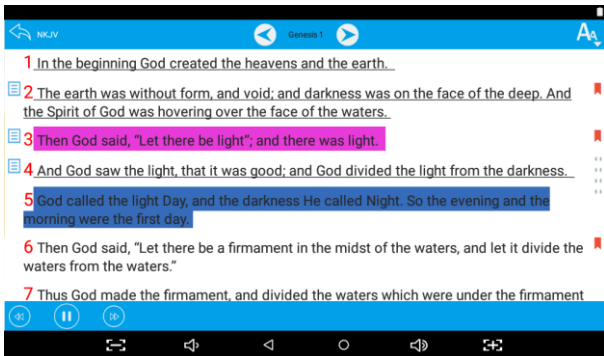 NKJV
Genesis 1
AA
1 In the beginning God created the heavens and the earth.
2 The earth was without form, and void; and darkness was on the face of the deep. And
the Spirit of God was hovering over the face of the waters.
3 Then God said, "Let there be light"; and there was light.
4 And God saw the light, that it was good; and God divided the light from the darkness.
5 God called the light Day, and the darkness He called Night. So the evening and the
morning were the first day.
6 Then God said, "Let there be a firmament in the midst of the waters, and let it divide the
waters from the waters."
7 Thus God made the firmament, and divided the waters which were under the firmament